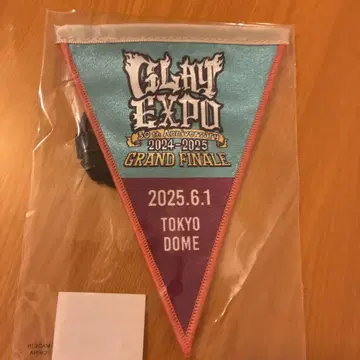 GLAY
EXPO
30th Anniversary
2024-2025
GRAND FINALE
2025.6.1
TOKYO
DOME